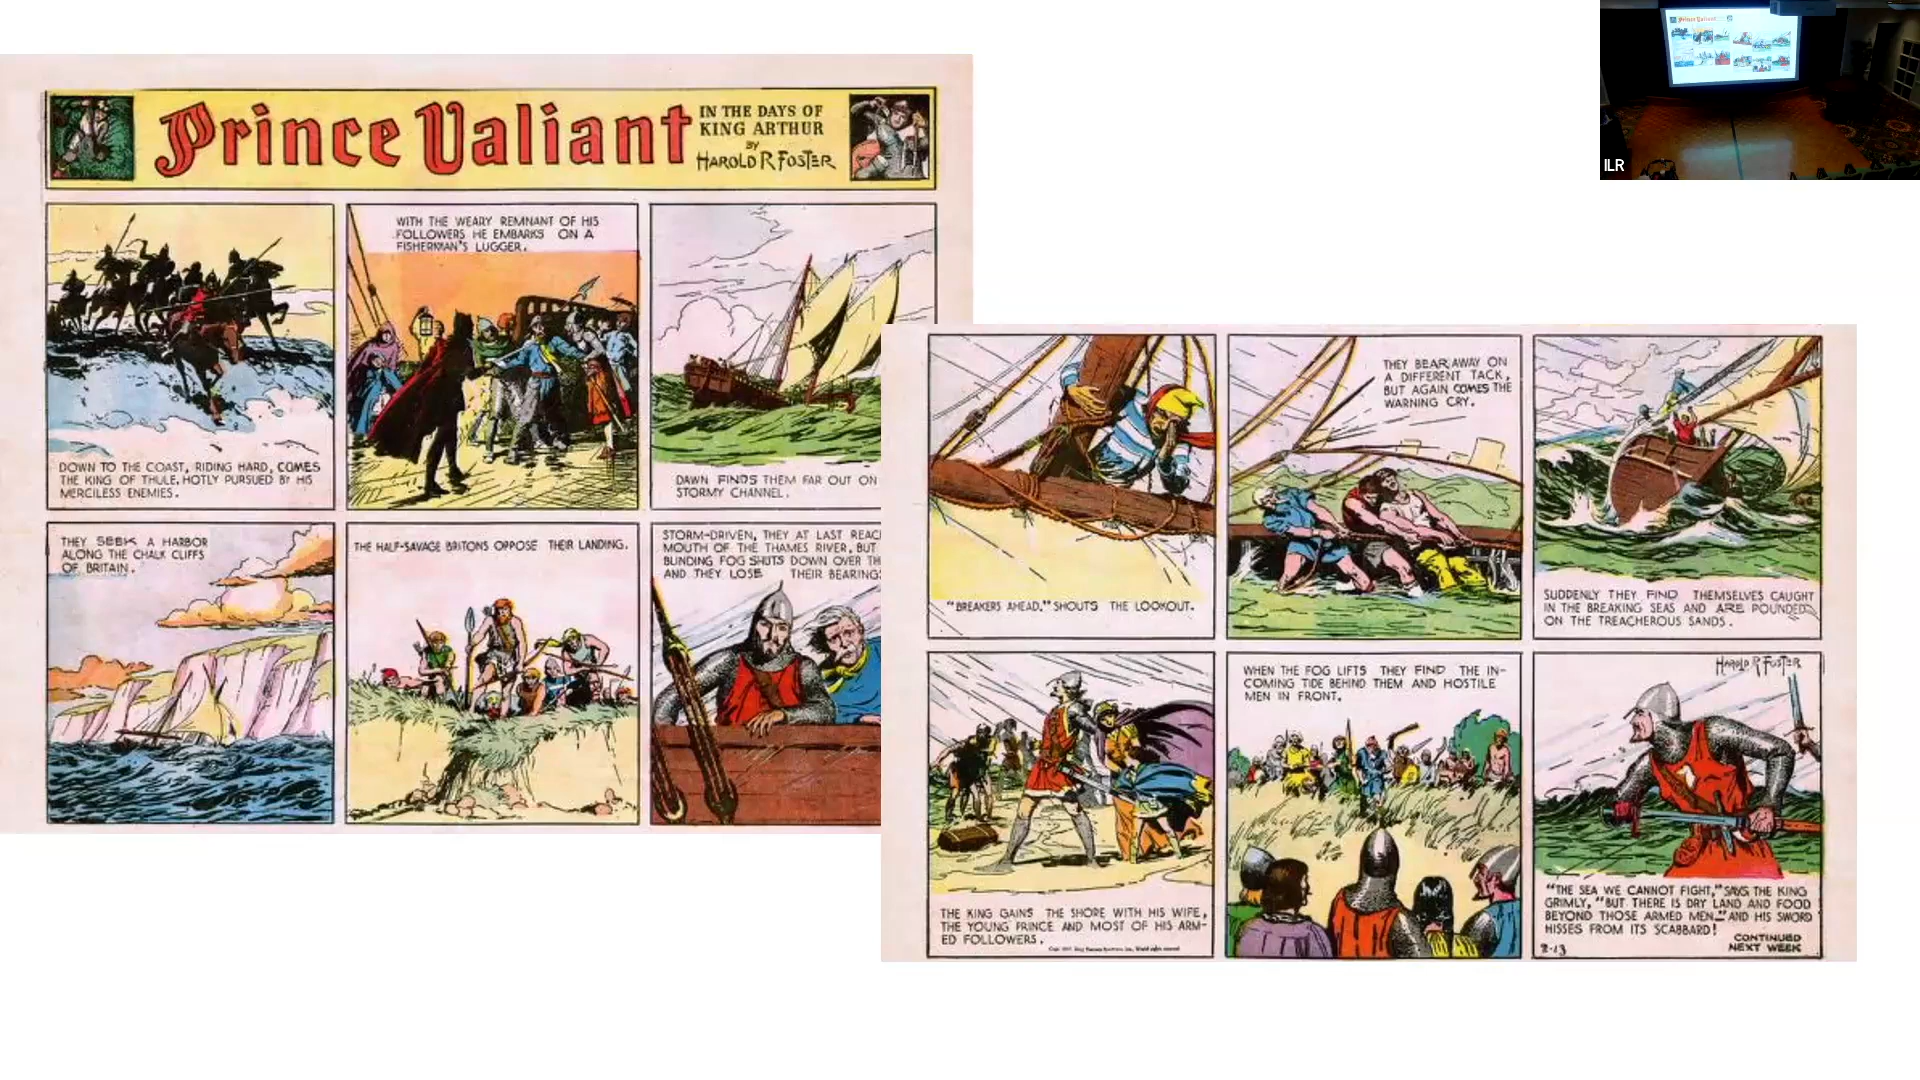 Prince Valiant
IN THE DAYS OF
KING ARTHUR
BY
HAROLD R FOSTER
DOWN TO THE COAST, RIDING HARD, COMES
THE KING OF THULE, HOTLY PURSUED BY HIS
MERCILESS ENEMIES.
WITH THE WEARY REMNANT OF HIS
FOLLOWERS HE EMBARKS ON A
FISHERMAN'S LUGGER.
DAWN FINDS THEM FAR OUT ON
STORMY CHANNEL.
THEY SEEK A HARBOR
ALONG THE CHALK CLIFFS
OF BRITAIN.
THE HALF-SAVAGE BRITONS OPPOSE THEIR LANDING.
STORM-DRIVEN, THEY AT LAST REAC
MOUTH OF THE THAMES RIVER, BUT
BLINDING FOG SHUTS DOWN OVER TH
AND THEY LOSE THEIR BEARINGS
"BREAKERS AHEAD," SHOUTS THE LOOKOUT.
THEY BEAR AWAY ON
A DIFFERENT TACK,
BUT AGAIN COMES THE
WARNING CRY.
SUDDENLY THEY FIND THEMSELVES CAUGHT
IN THE BREAKING SEAS AND ARE POUNDED
ON THE TREACHEROUS SANDS.
THE KING GAINS THE SHORE WITH HIS WIFE,
THE YOUNG PRINCE AND MOST OF HIS ARM-
ED FOLLOWERS.
WHEN THE FOG LIFTS THEY FIND THE IN-
COMING TIDE BEHIND THEM AND HOSTILE
MEN IN FRONT.
HAROLD R FOSTER
"THE SEA WE CANNOT FIGHT," SAYS THE KING
GRIMLY, "BUT THERE IS DRY LAND AND FOOD
BEYOND THOSE ARMED MEN—" AND HIS SWORD
HISSES FROM ITS SCABBARD!
CONTINUED
NEXT WEEK
2-13
ILR